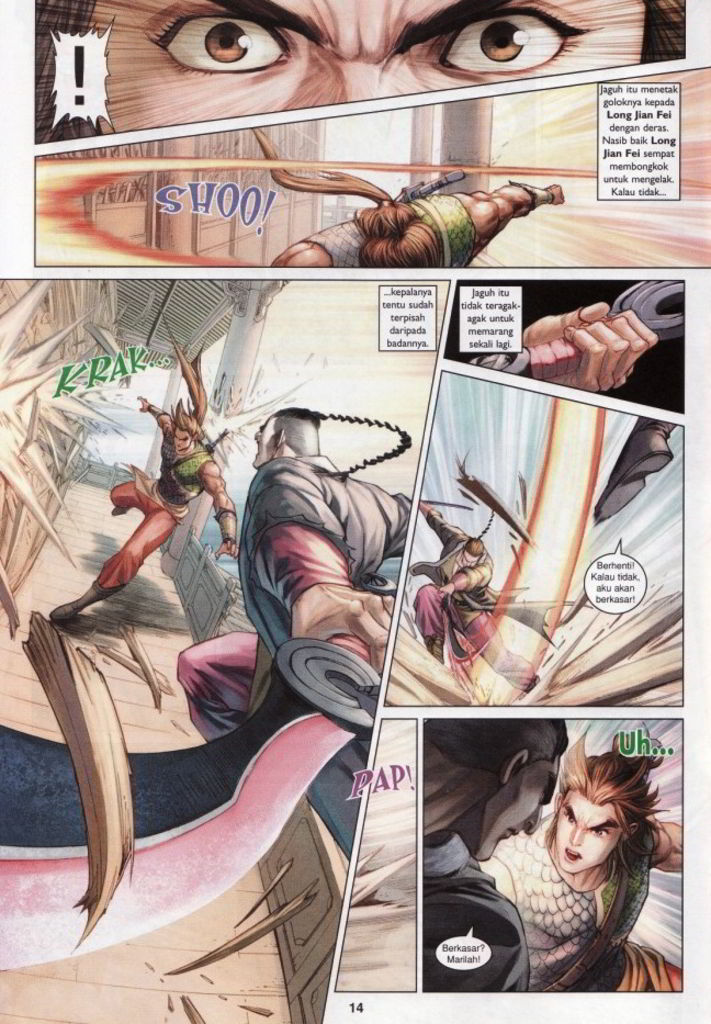 !
Jaguh itu menetak
goloknya kepada
Long Jian Fei
dengan deras.
Nasib baik Long
Jian Fei sempat
membongkok
untuk mengelak.
Kalau tidak...
SHOO!
...kepalanya
tentu sudah
terpisah
daripada
badannya.
KRAK...
Jaguh itu
tidak teragak-
agak untuk
memarang
sekali lagi.
Berhenti!
Kalau tidak,
aku akan
berkasar!
PAP!
Uh...
Berkasar?
Marilah!
14